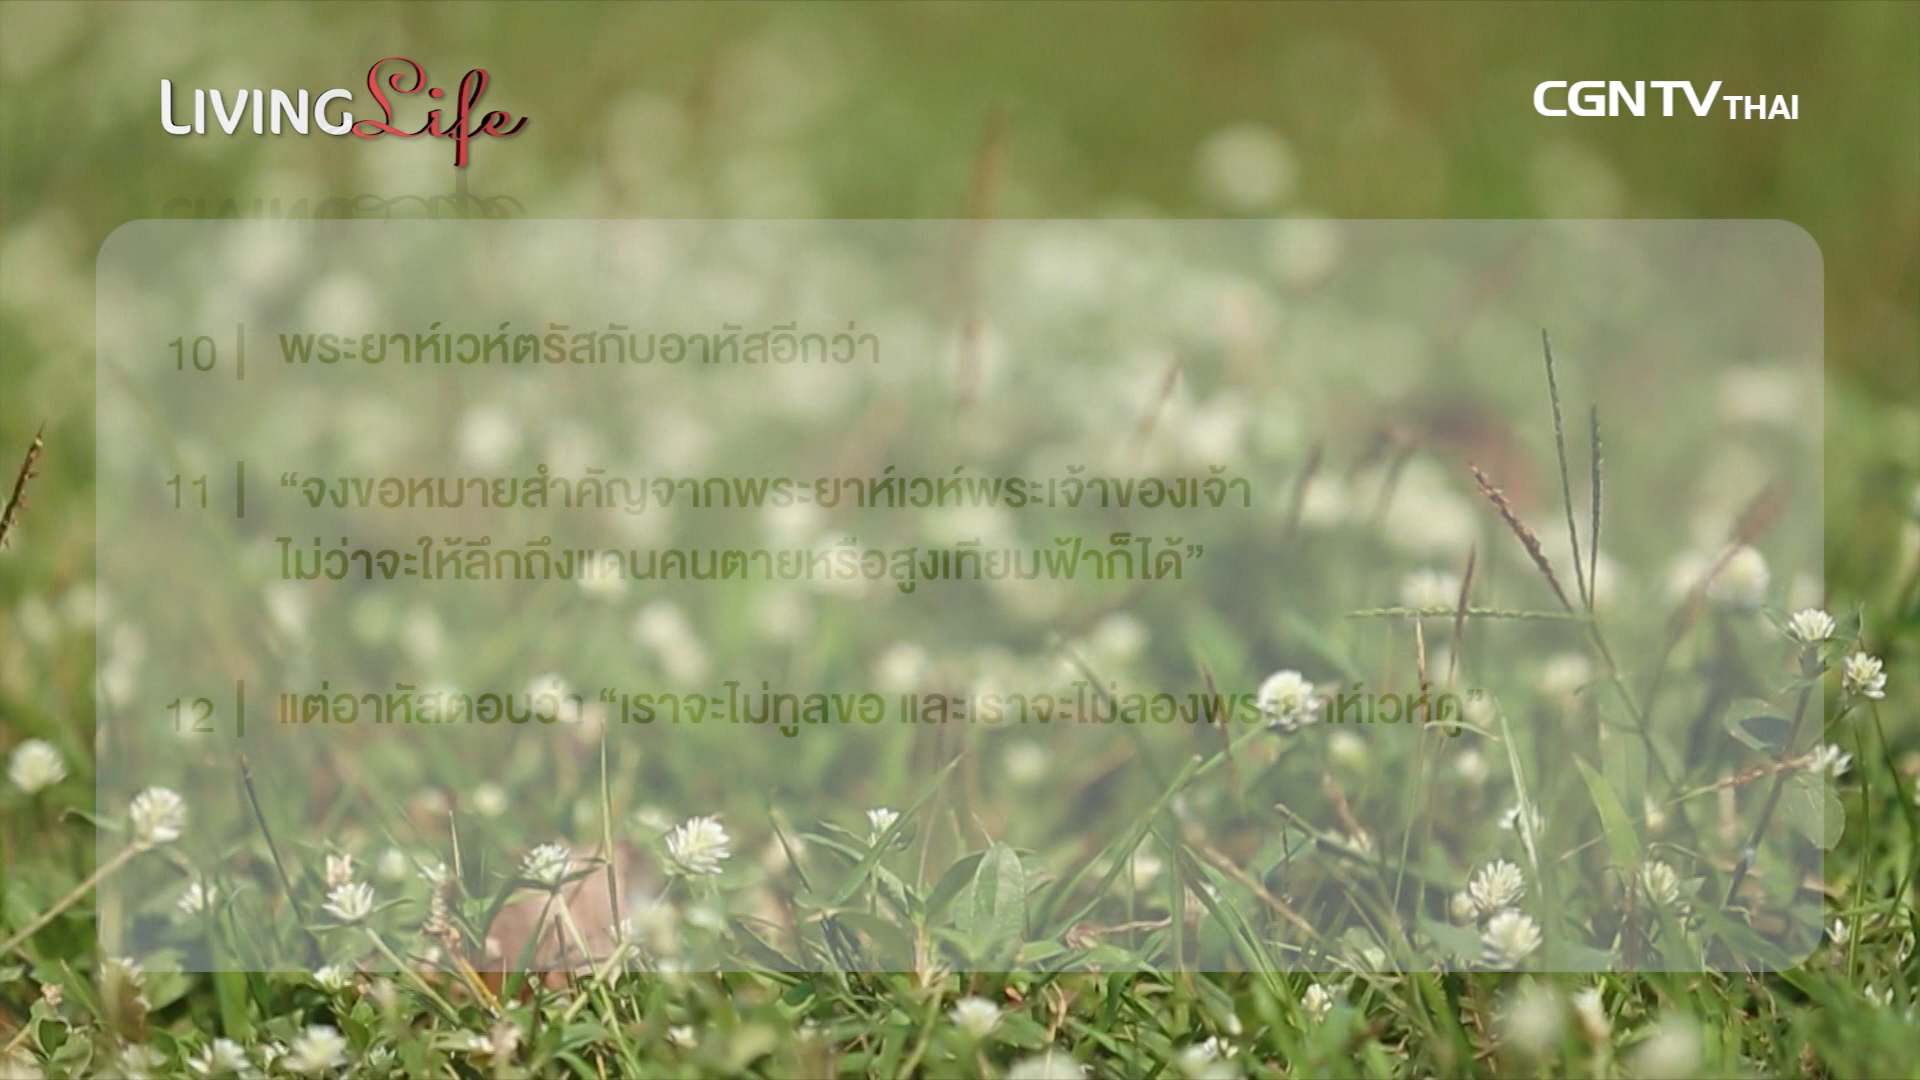 LIVING Life
CGNTV THAI
10 | พระยาห์เวห์ตรัสกับอาหัสอีกว่า
11 | “จงขอหมายสำคัญจากพระยาห์เวห์พระเจ้าของเจ้า
ไม่ว่าจะให้ลึกถึงแดนคนตายหรือสูงเทียมฟ้าก็ได้”
12 | แต่อาหัสตอบว่า “เราจะไม่ทูลขอ และเราจะไม่ลองพระยาห์เวห์ดู”